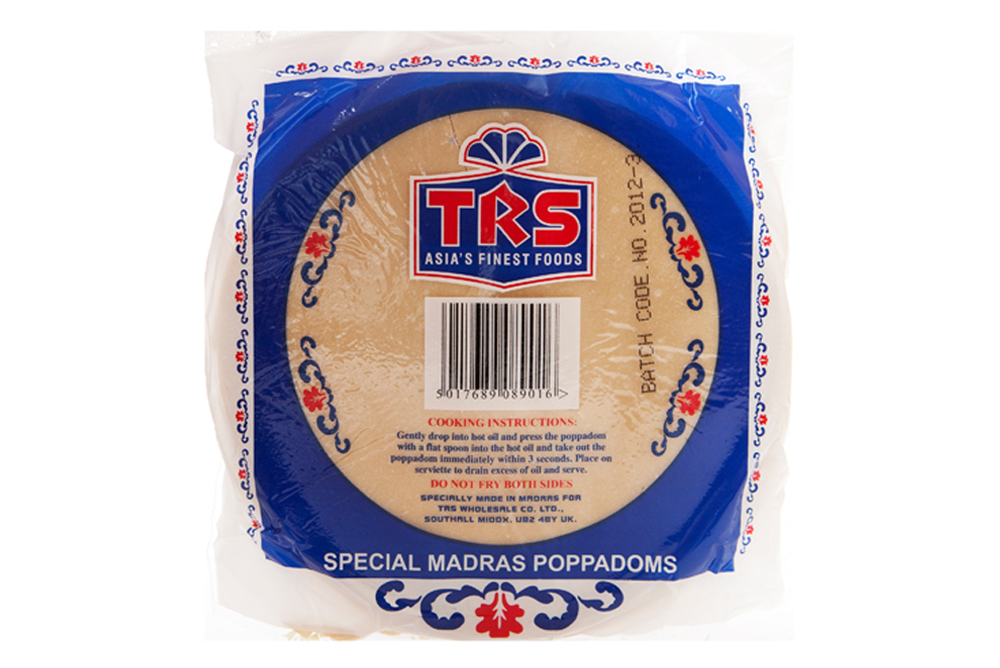 TRS
ASIA'S FINEST FOODS
BATCH CODE.NO. 2012-3
5017689089016>
COOKING INSTRUCTIONS:
Gently drop into hot oil and press the poppadom
with a flat spoon into the hot oil and take out the
poppadom immediately within 3 seconds. Place on
serviette to drain excess of oil and serve.
DO NOT FRY BOTH SIDES
SPECIALLY MADE IN MADRAS FOR
TRS WHOLESALE CO. LTD.,
SOUTHALL MIDDX. UB2 4BY UK.
SPECIAL MADRAS POPPADOMS